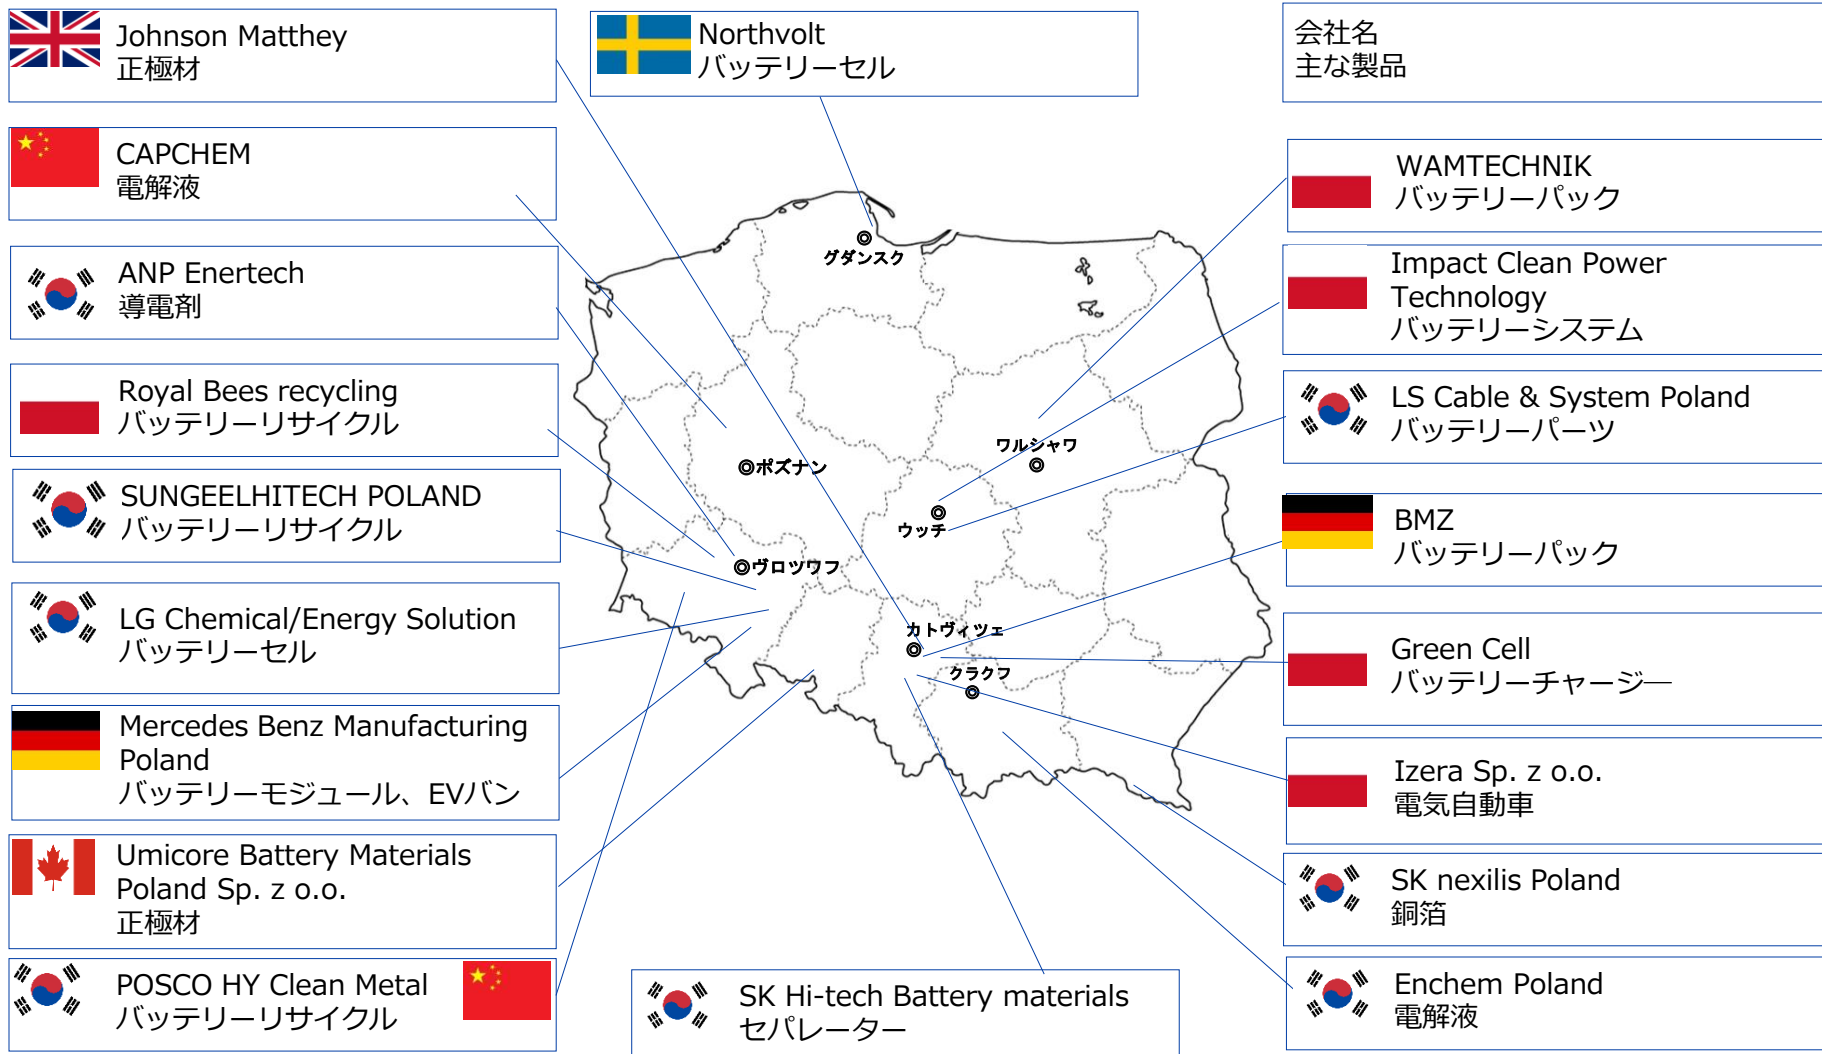 Johnson Matthey
正極材
Northvolt
バッテリーセル
会社名
主な製品
CAPCHEM
電解液
ANP Enertech
導電剤
Royal Bees recycling
バッテリーリサイクル
SUNGEELHITECH POLAND
バッテリーリサイクル
LG Chemical/Energy Solution
バッテリーセル
Mercedes Benz Manufacturing
Poland
バッテリーモジュール、EVバン
Umicore Battery Materials
Poland Sp. z o.o.
正極材
POSCO HY Clean Metal
バッテリーリサイクル
グダンスク
ポズナン
ワルシャワ
ウッチ
ヴロツワフ
カトヴィツェ
クラクフ
SK Hi-tech Battery materials
セパレーター
WAMTECHNIK
バッテリーパック
Impact Clean Power
Technology
バッテリーシステム
LS Cable & System Poland
バッテリーパーツ
BMZ
バッテリーパック
Green Cell
バッテリーチャージ―
Izera Sp. z o.o.
電気自動車
SK nexilis Poland
銅箔
Enchem Poland
電解液